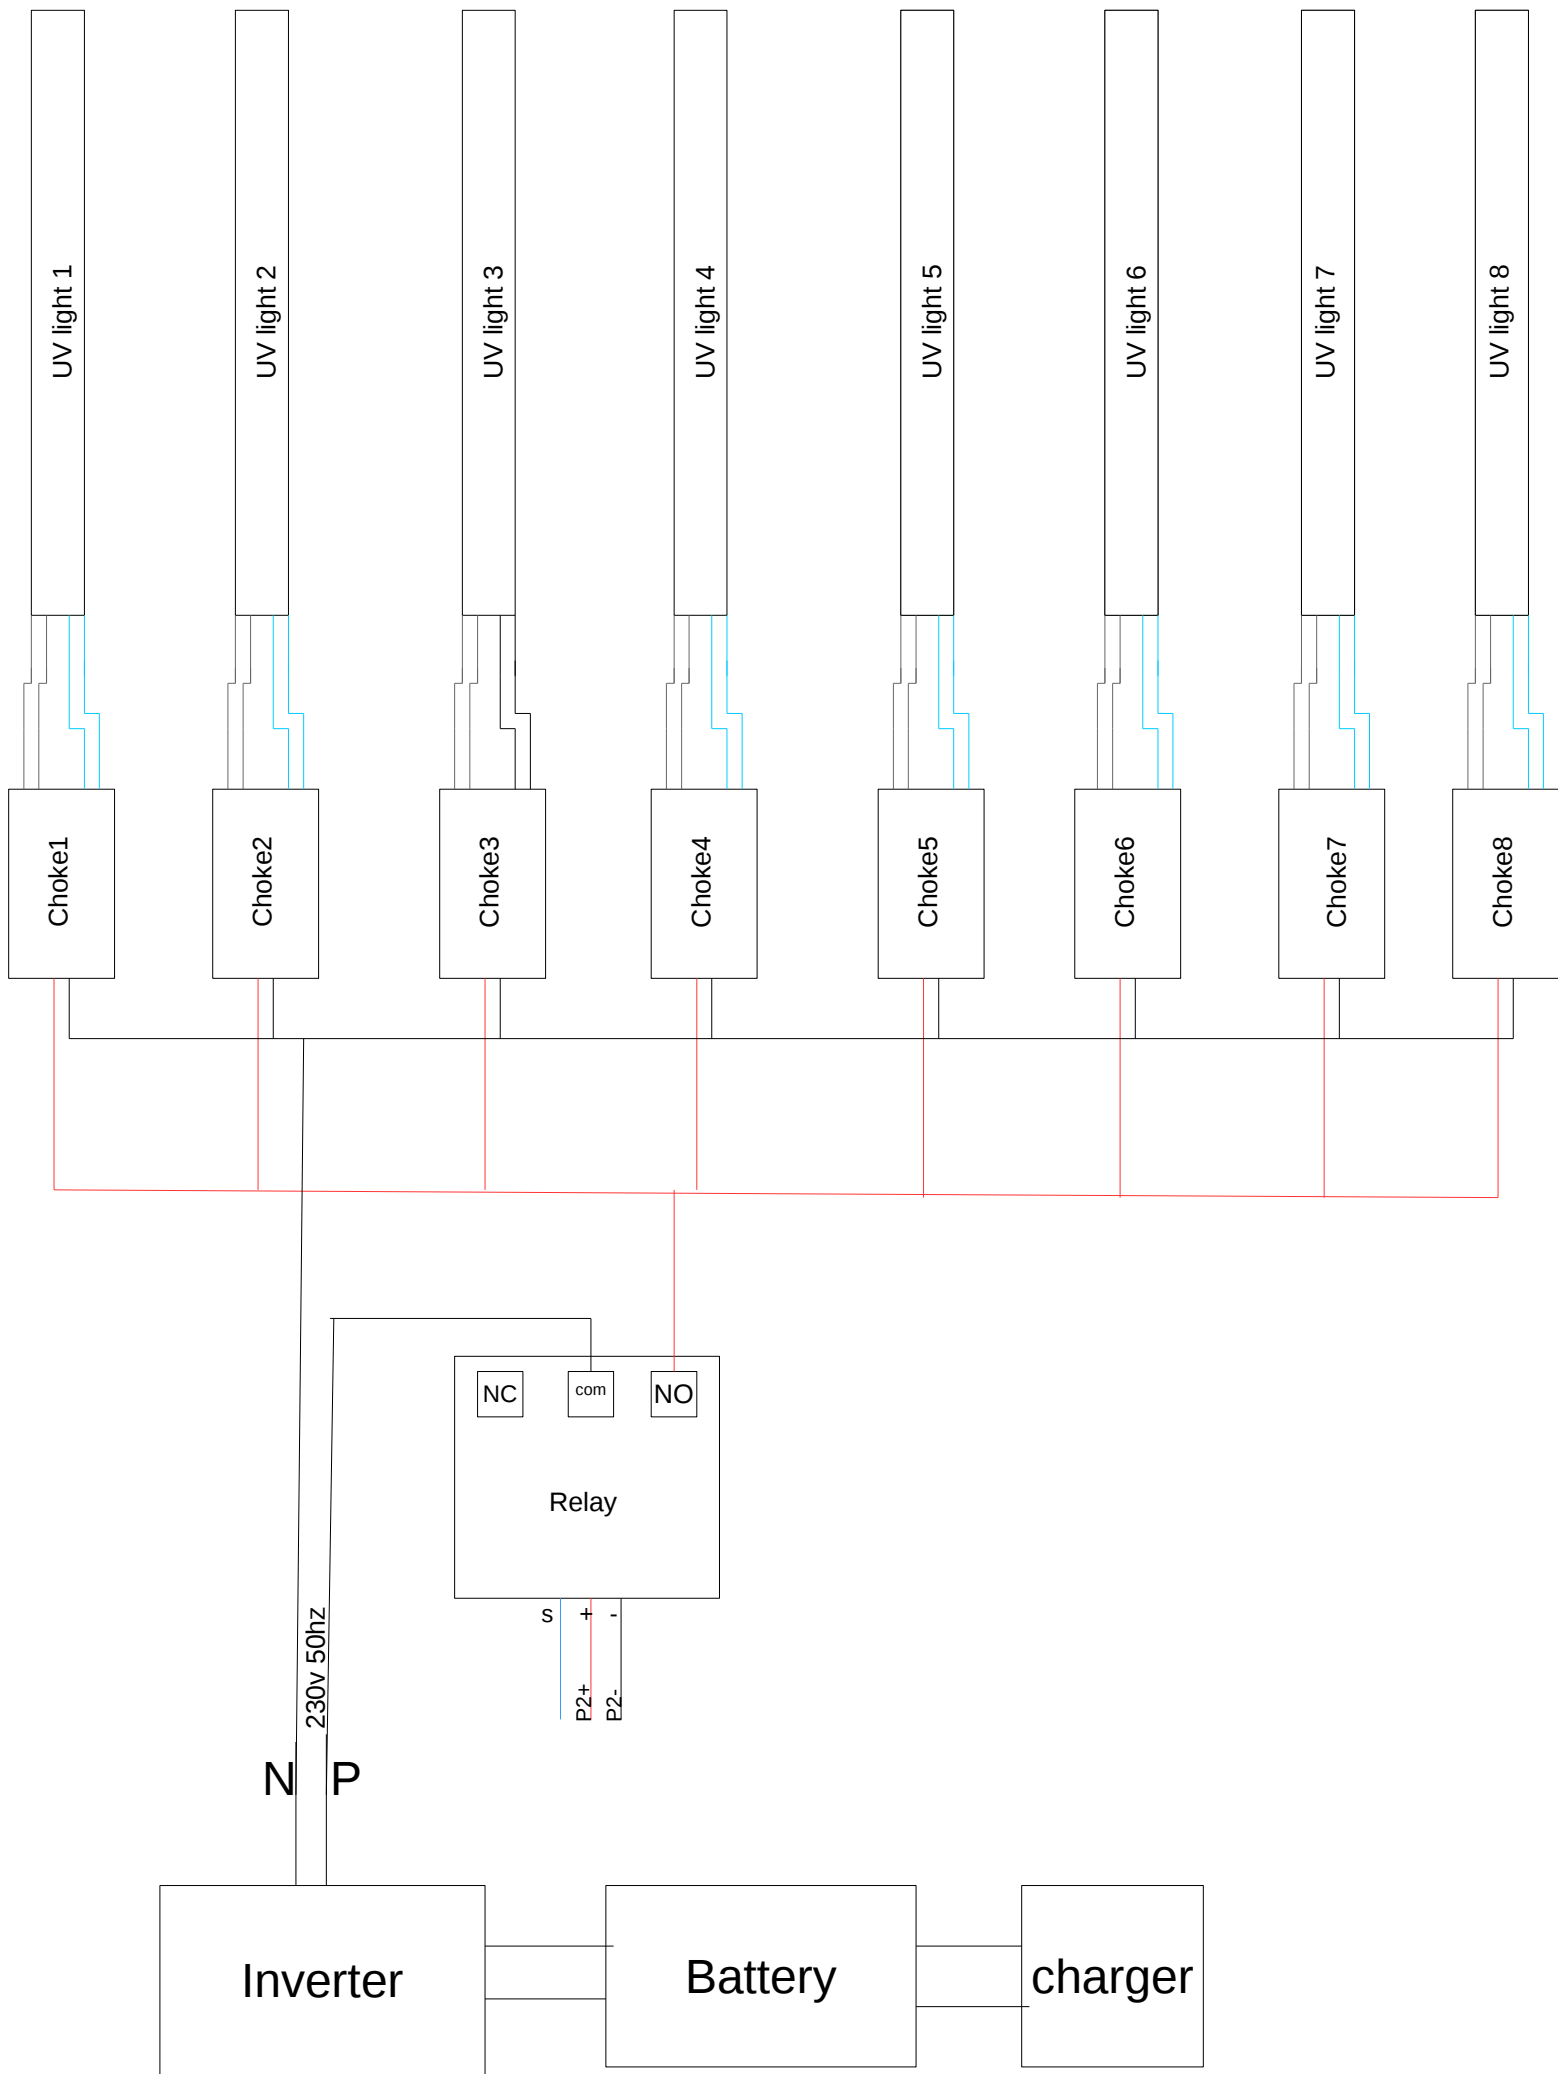 UV light 1
UV light 2
UV light 3
UV light 4
UV light 5
UV light 6
UV light 7
UV light 8
Choke1
Choke2
Choke3
Choke4
Choke5
Choke6
Choke7
Choke8
NC
com
NO
Relay
s
+
-
P2+
P2-
230v 50hz
N
P
Inverter
Battery
charger